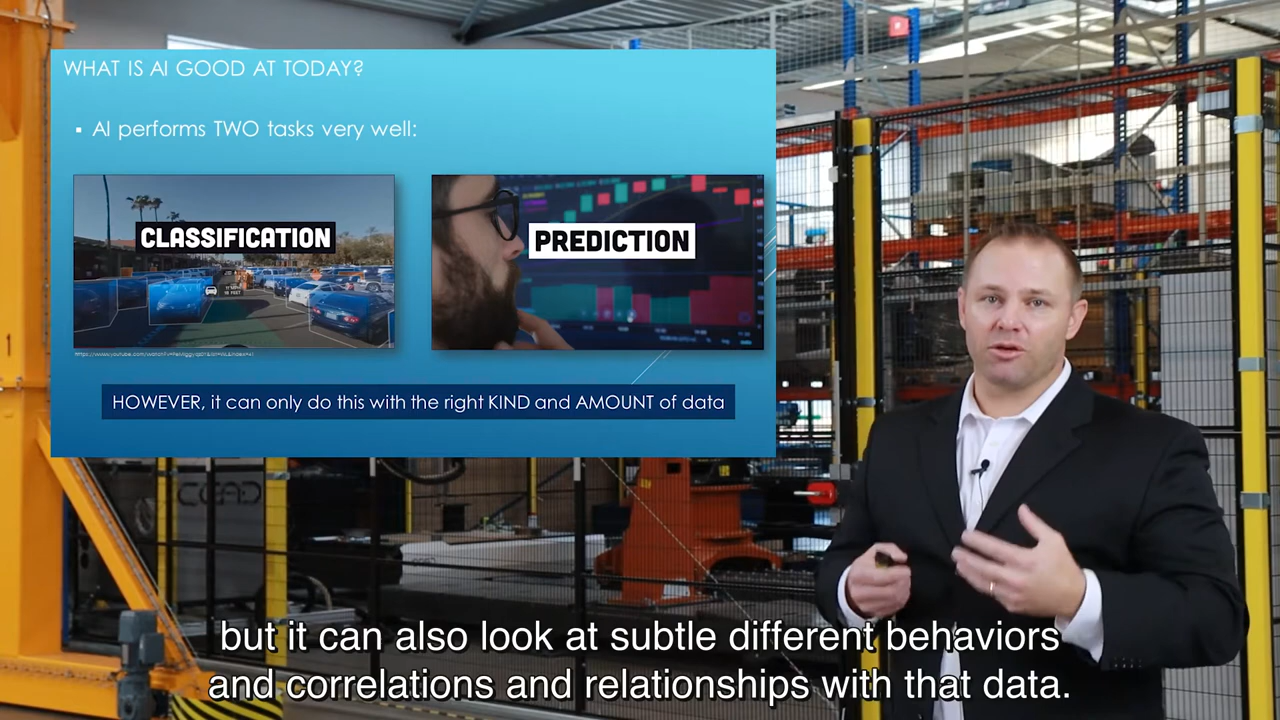 WHAT IS AI GOOD AT TODAY?
▪ AI performs TWO tasks very well:
CLASSIFICATION
PREDICTION
HOWEVER, it can only do this with the right KIND and AMOUNT of data
but it can also look at subtle different behaviors
and correlations and relationships with that data.